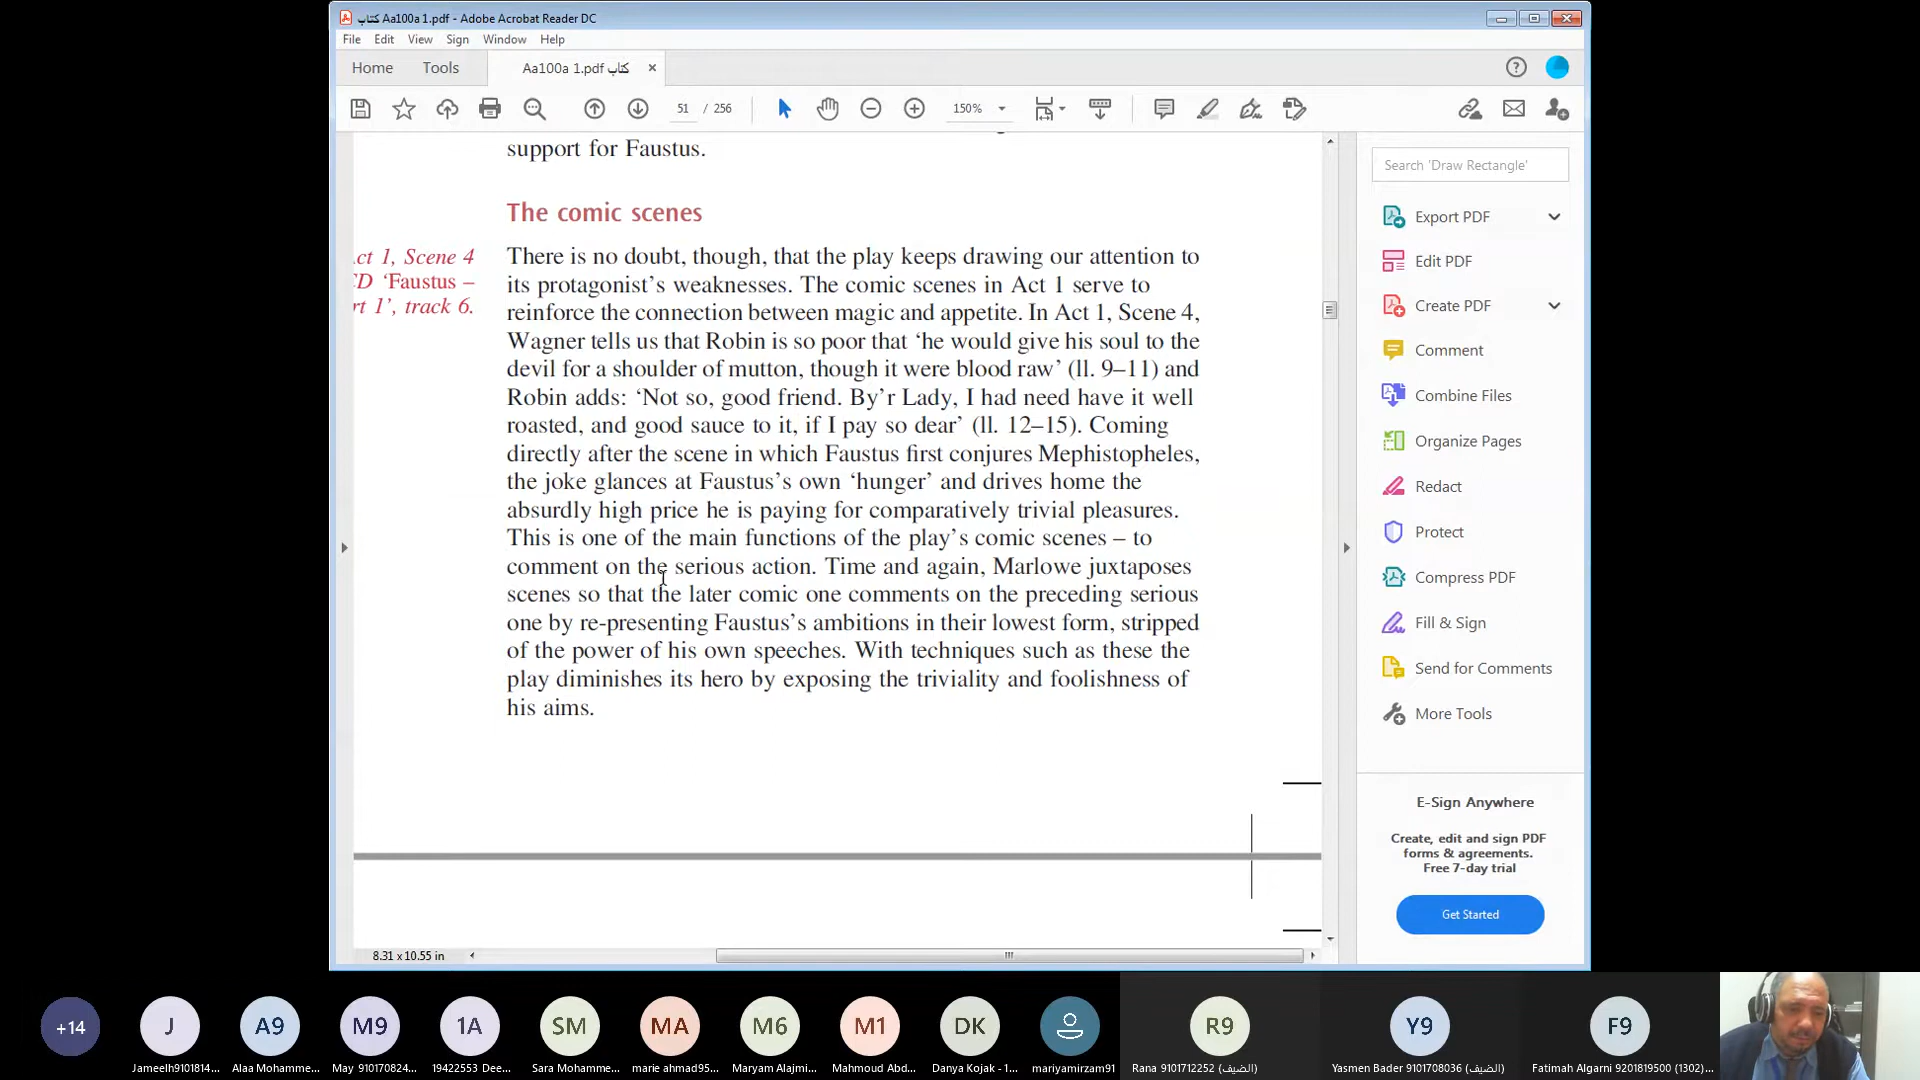 كتاب Aa100a 1.pdf - Adobe Acrobat Reader DC
File Edit View Sign Window Help
Home Tools Aa100a 1.pdf كتاب
51 / 256 150%
support for Faustus.
The comic scenes
ct 1, Scene 4
D ‘Faustus –
rt 1’, track 6.
There is no doubt, though, that the play keeps drawing our attention to
its protagonist’s weaknesses. The comic scenes in Act 1 serve to
reinforce the connection between magic and appetite. In Act 1, Scene 4,
Wagner tells us that Robin is so poor that ‘he would give his soul to the
devil for a shoulder of mutton, though it were blood raw’ (ll. 9–11) and
Robin adds: ‘Not so, good friend. By’r Lady, I had need have it well
roasted, and good sauce to it, if I pay so dear’ (ll. 12–15). Coming
directly after the scene in which Faustus first conjures Mephistopheles,
the joke glances at Faustus’s own ‘hunger’ and drives home the
absurdly high price he is paying for comparatively trivial pleasures.
This is one of the main functions of the play’s comic scenes – to
comment on the serious action. Time and again, Marlowe juxtaposes
scenes so that the later comic one comments on the preceding serious
one by re-presenting Faustus’s ambitions in their lowest form, stripped
of the power of his own speeches. With techniques such as these the
play diminishes its hero by exposing the triviality and foolishness of
his aims.
8.31 x 10.55 in
Search 'Draw Rectangle'
Export PDF
Edit PDF
Create PDF
Comment
Combine Files
Organize Pages
Redact
Protect
Compress PDF
Fill & Sign
Send for Comments
More Tools
E-Sign Anywhere
Create, edit and sign PDF
forms & agreements.
Free 7-day trial
Get Started
+14 J A9 M9 1A SM MA M6 M1 DK R9 Y9 F9
Jameelh9101814... Alaa Mohamme... May 910170824... 19422553 Dee... Sara Mohamme... marie ahmad95... Maryam Alajmi... Mahmoud Abd... Danya Kojak - 1... mariyamirzam91 Rana 9101712252 (الضيف) Yasmen Bader 9101708036 (الضيف) Fatimah Algarni 9201819500 (1302)...